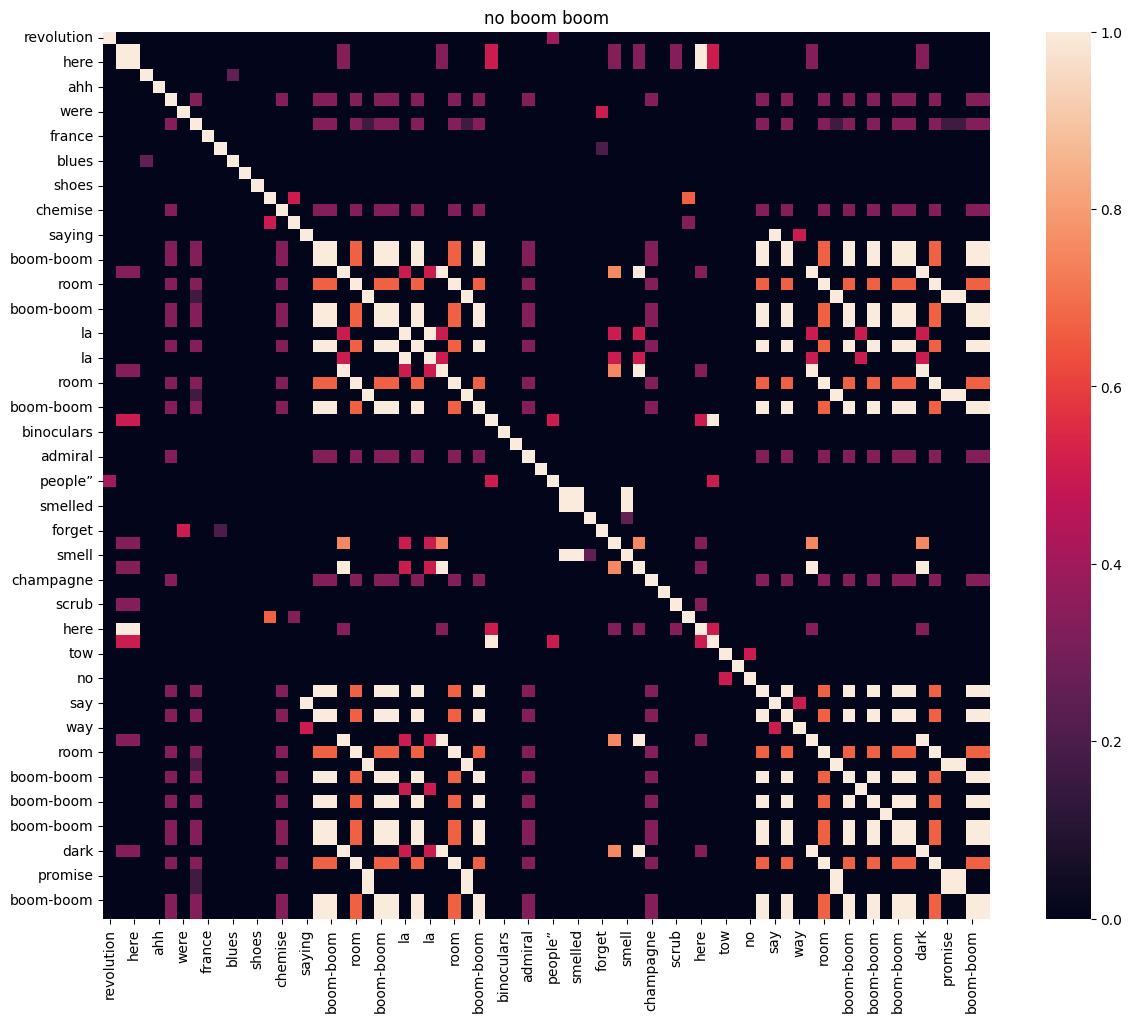 no boom boom
revolution
here
ahh
were
france
blues
shoes
chemise
saying
boom-boom
room
boom-boom
la
la
room
boom-boom
binoculars
admiral
people”
smelled
forget
smell
champagne
scrub
here
tow
no
say
way
room
boom-boom
boom-boom
boom-boom
dark
promise
boom-boom
revolution
here
ahh
were
france
blues
shoes
chemise
saying
boom-boom
room
boom-boom
la
la
room
boom-boom
binoculars
admiral
people”
smelled
forget
smell
champagne
scrub
here
tow
no
say
way
room
boom-boom
boom-boom
boom-boom
dark
promise
boom-boom
1.0
0.8
0.6
0.4
0.2
0.0